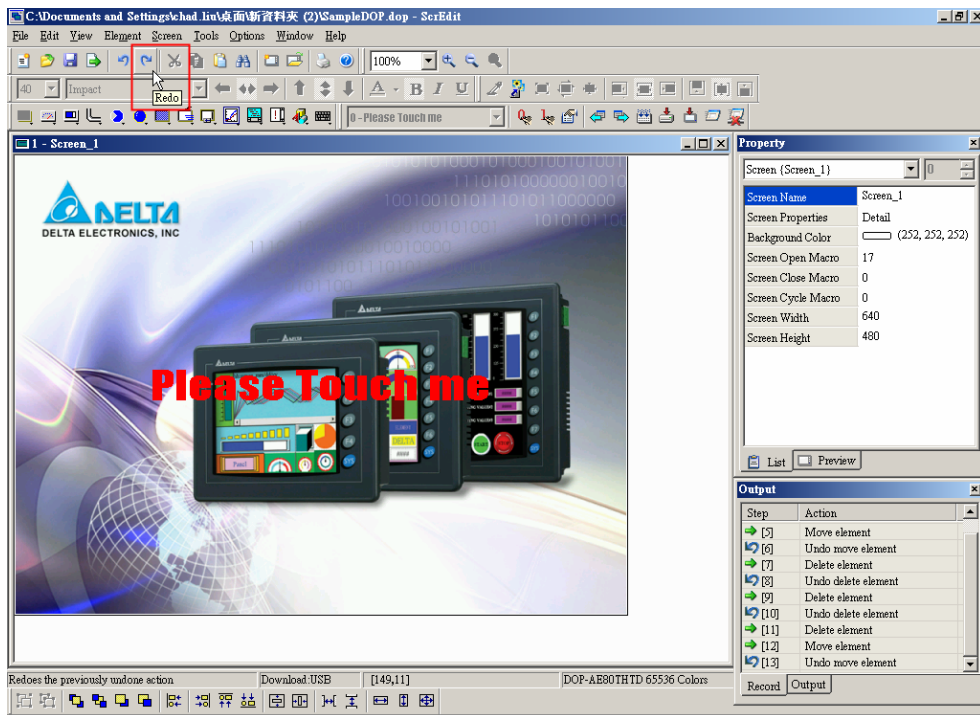 C:\Documents and Settings\chad.liu\桌面\新資料夾 (2)\SampleDOP.dop - ScrEdit
File Edit View Element Screen Tools Options Window Help
100%
40 Impact
Redo
0 - Please Touch me
1 - Screen_1
DELTA
DELTA ELECTRONICS, INC
Please Touch me
Property
Screen {Screen_1} 0
Screen Name Screen_1
Screen Properties Detail
Background Color (252, 252, 252)
Screen Open Macro 17
Screen Close Macro 0
Screen Cycle Macro 0
Screen Width 640
Screen Height 480
List Preview
Output
Step Action
[5] Move element
[6] Undo move element
[7] Delete element
[8] Undo delete element
[9] Delete element
[10] Undo delete element
[11] Delete element
[12] Move element
[13] Undo move element
Record Output
Redoes the previously undone action Download:USB [149,11] DOP-AE80THTD 65536 Colors